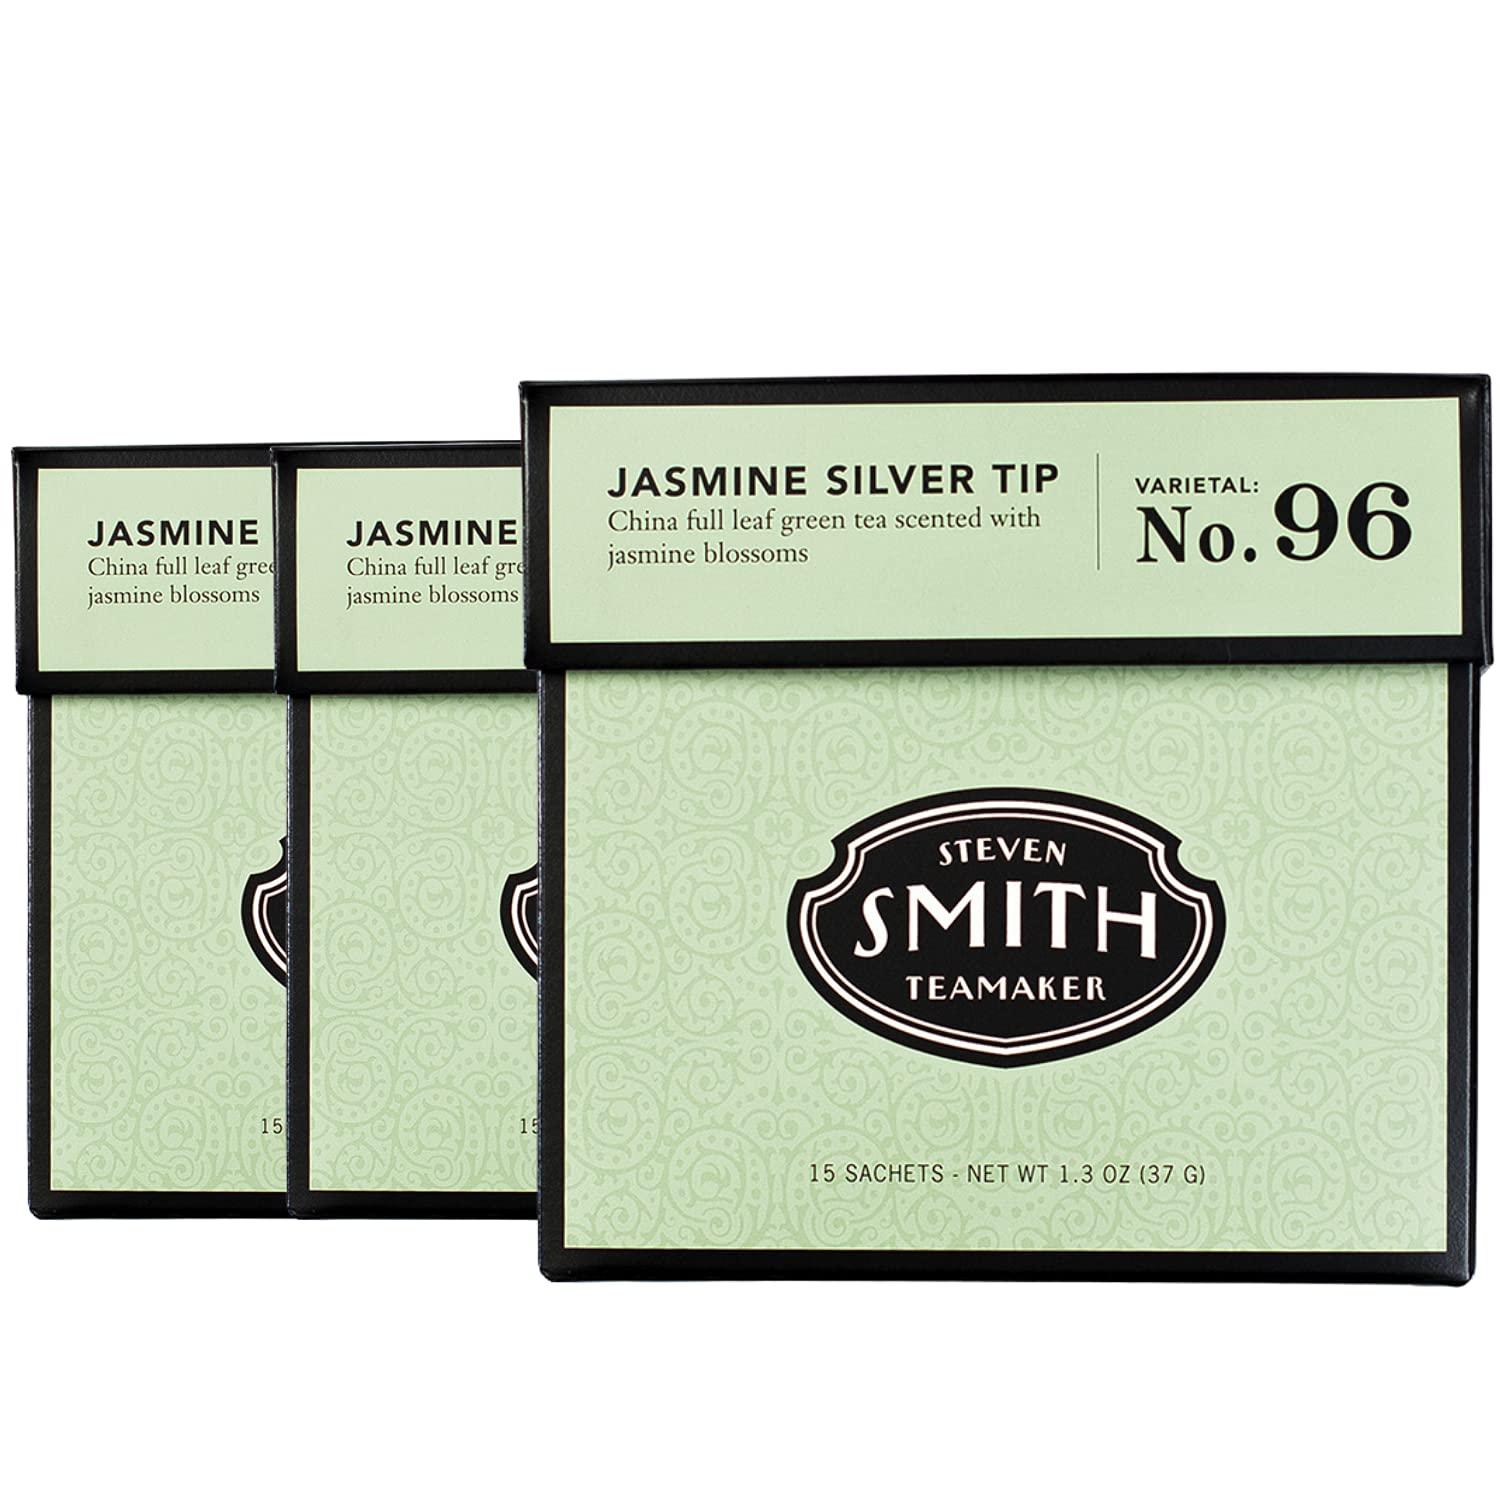 JASMINE
China full leaf gree
jasmine blossoms
15
JASMINE
China full leaf gre
jasmine blossoms
15
JASMINE SILVER TIP
China full leaf green tea scented with
jasmine blossoms
VARIETAL:
No. 96
STEVEN
SMITH
TEAMAKER
15 SACHETS - NET WT 1.3 OZ (37 G)